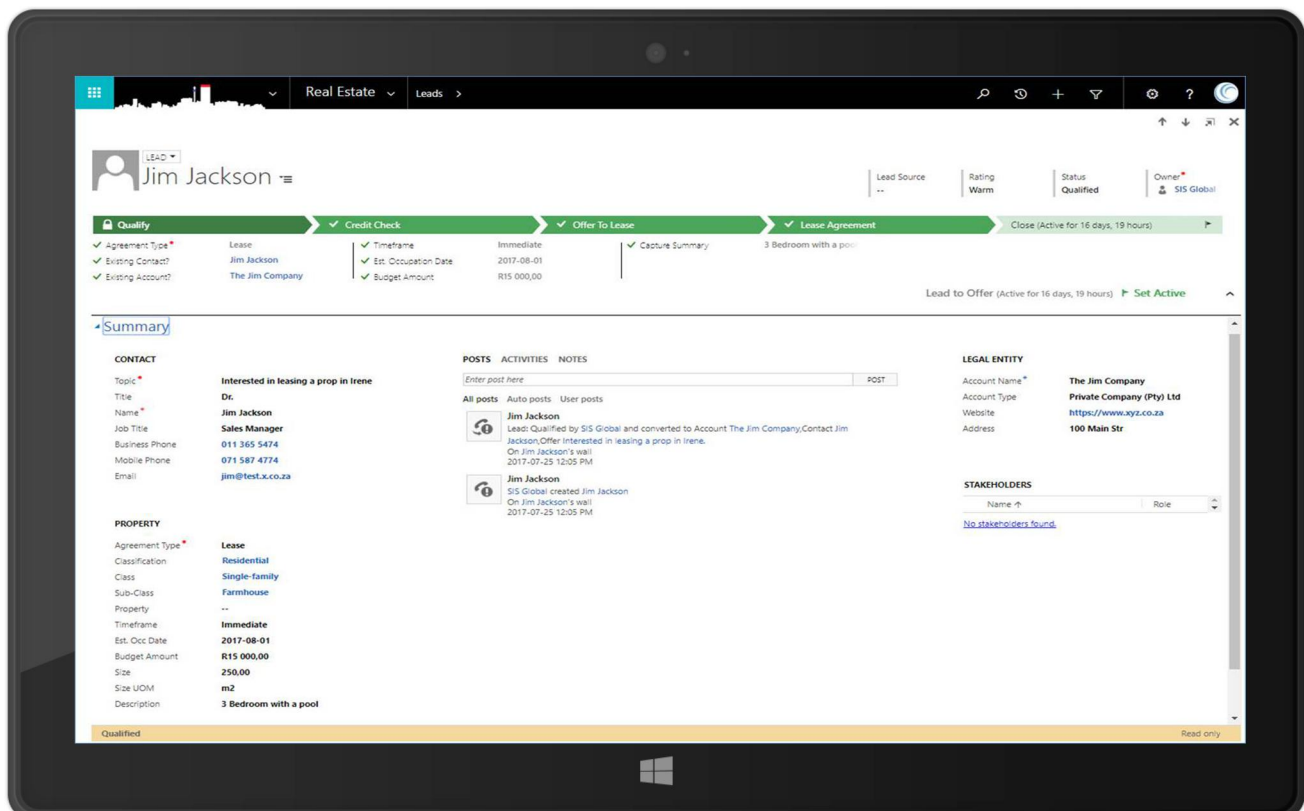 Real Estate Leads >
?
LEAD
Jim Jackson
Lead Source
--
Rating
Warm
Status
Qualified
Owner*
SIS Global
Qualify
Credit Check
Offer To Lease
Lease Agreement
Close (Active for 16 days, 19 hours)
Agreement Type* Lease
Existing Contact? Jim Jackson
Existing Account? The Jim Company
Timeframe Immediate
Est. Occupation Date 2017-08-01
Budget Amount R15 000,00
Capture Summary 3 Bedroom with a pool
Lead to Offer (Active for 16 days, 19 hours) Set Active
Summary
CONTACT
Topic* Interested in leasing a prop in Irene
Title Dr.
Name* Jim Jackson
Job Title Sales Manager
Business Phone 011 365 5474
Mobile Phone 071 587 4774
Email jim@test.x.co.za
PROPERTY
Agreement Type* Lease
Classification Residential
Class Single-family
Sub-Class Farmhouse
Property --
Timeframe Immediate
Est. Occ Date 2017-08-01
Budget Amount R15 000,00
Size 250,00
Size UOM m2
Description 3 Bedroom with a pool
POSTS ACTIVITIES NOTES
Enter post here POST
All posts Auto posts User posts
Jim Jackson
Lead: Qualified by SIS Global and converted to Account The Jim Company,Contact Jim
Jackson,Offer Interested in leasing a prop in Irene.
On Jim Jackson's wall
2017-07-25 12:05 PM
Jim Jackson
SIS Global created Jim Jackson
On Jim Jackson's wall
2017-07-25 12:05 PM
LEGAL ENTITY
Account Name* The Jim Company
Account Type Private Company (Pty) Ltd
Website https://www.xyz.co.za
Address 100 Main Str
STAKEHOLDERS
Name ↑ Role
No stakeholders found.
Qualified Read only